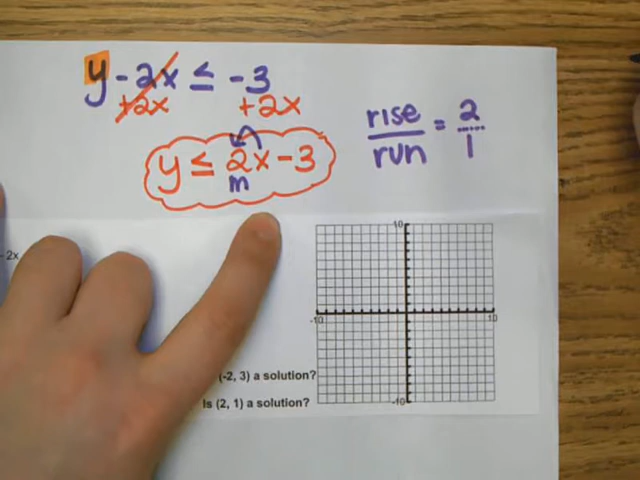 y - 2x ≤ -3
+2x +2x
y ≤ 2x - 3
m
rise/run = 2/1
- 2x
10
-10 10
-10
(-2, 3) a solution?
Is (2, 1) a solution?